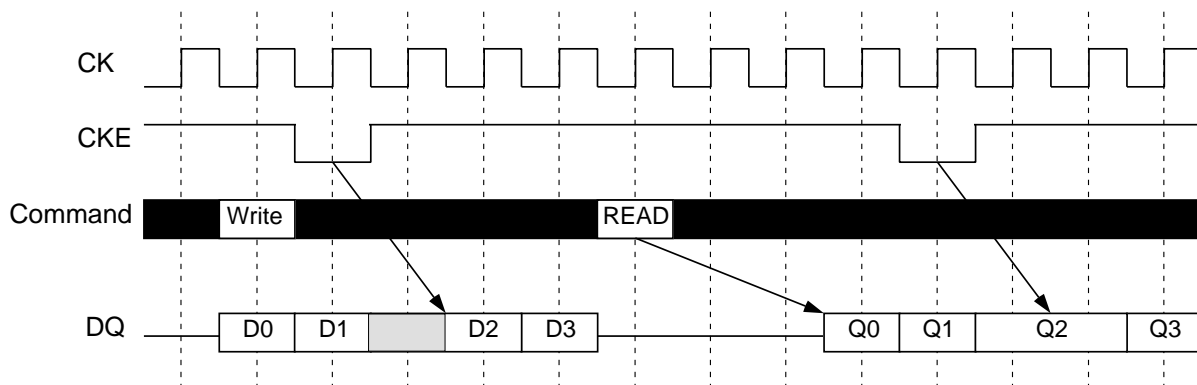 CK
CKE
Command Write READ
DQ D0 D1 D2 D3 Q0 Q1 Q2 Q3